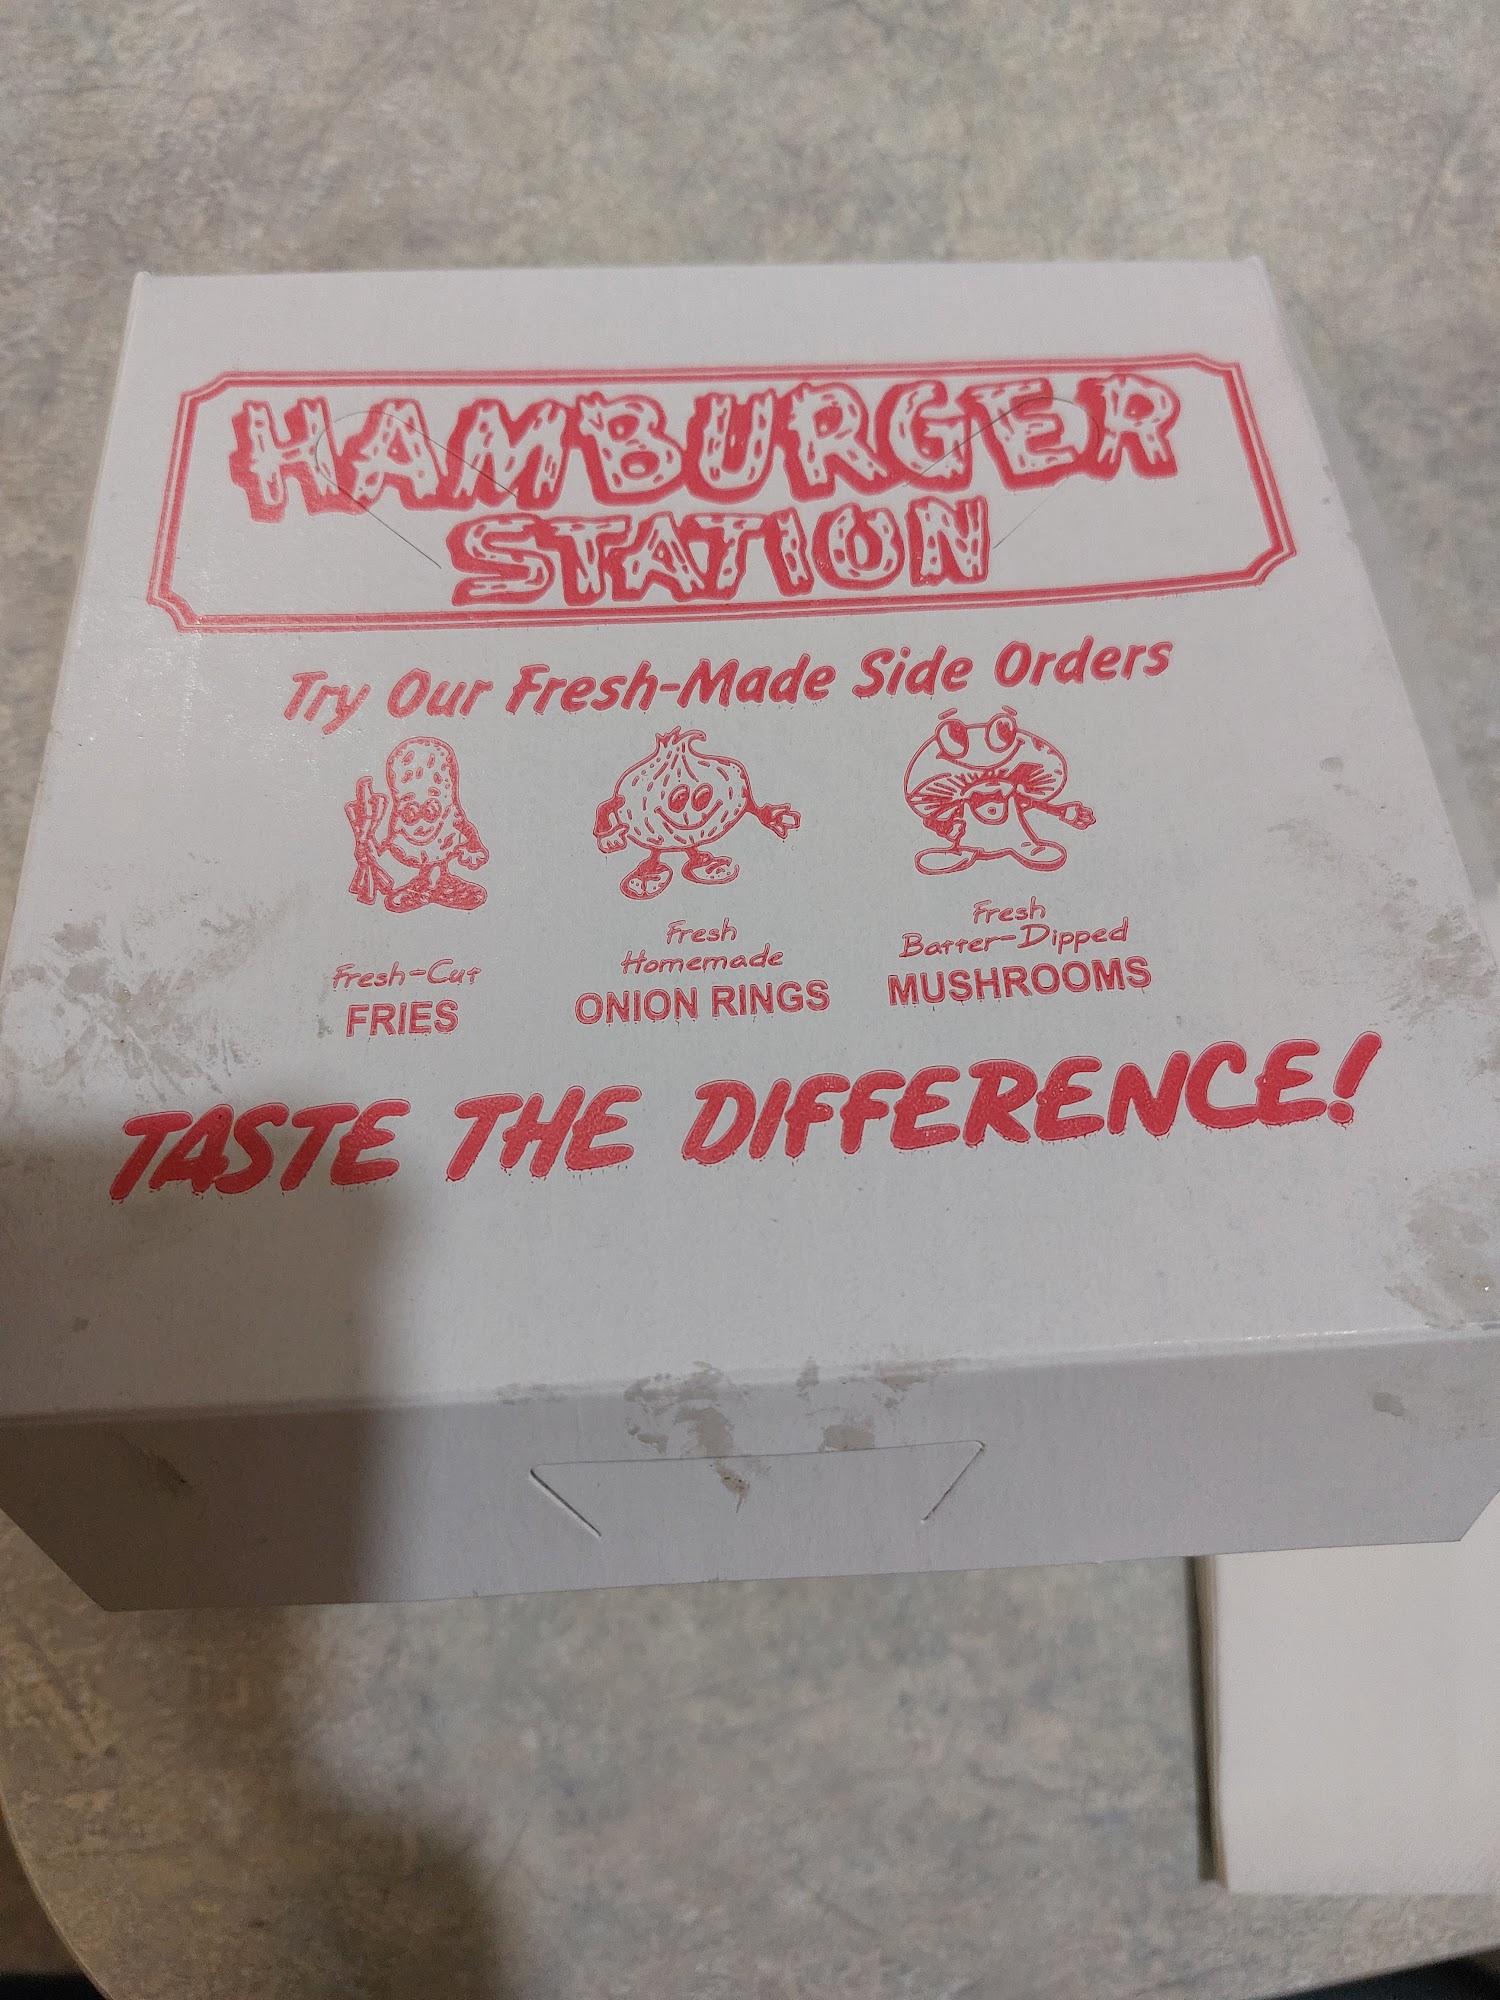 HAMBURGER
STATION
Try Our Fresh-Made Side Orders
Fresh-Cut
FRIES
Fresh
Homemade
ONION RINGS
Fresh
Batter-Dipped
MUSHROOMS
TASTE THE DIFFERENCE!